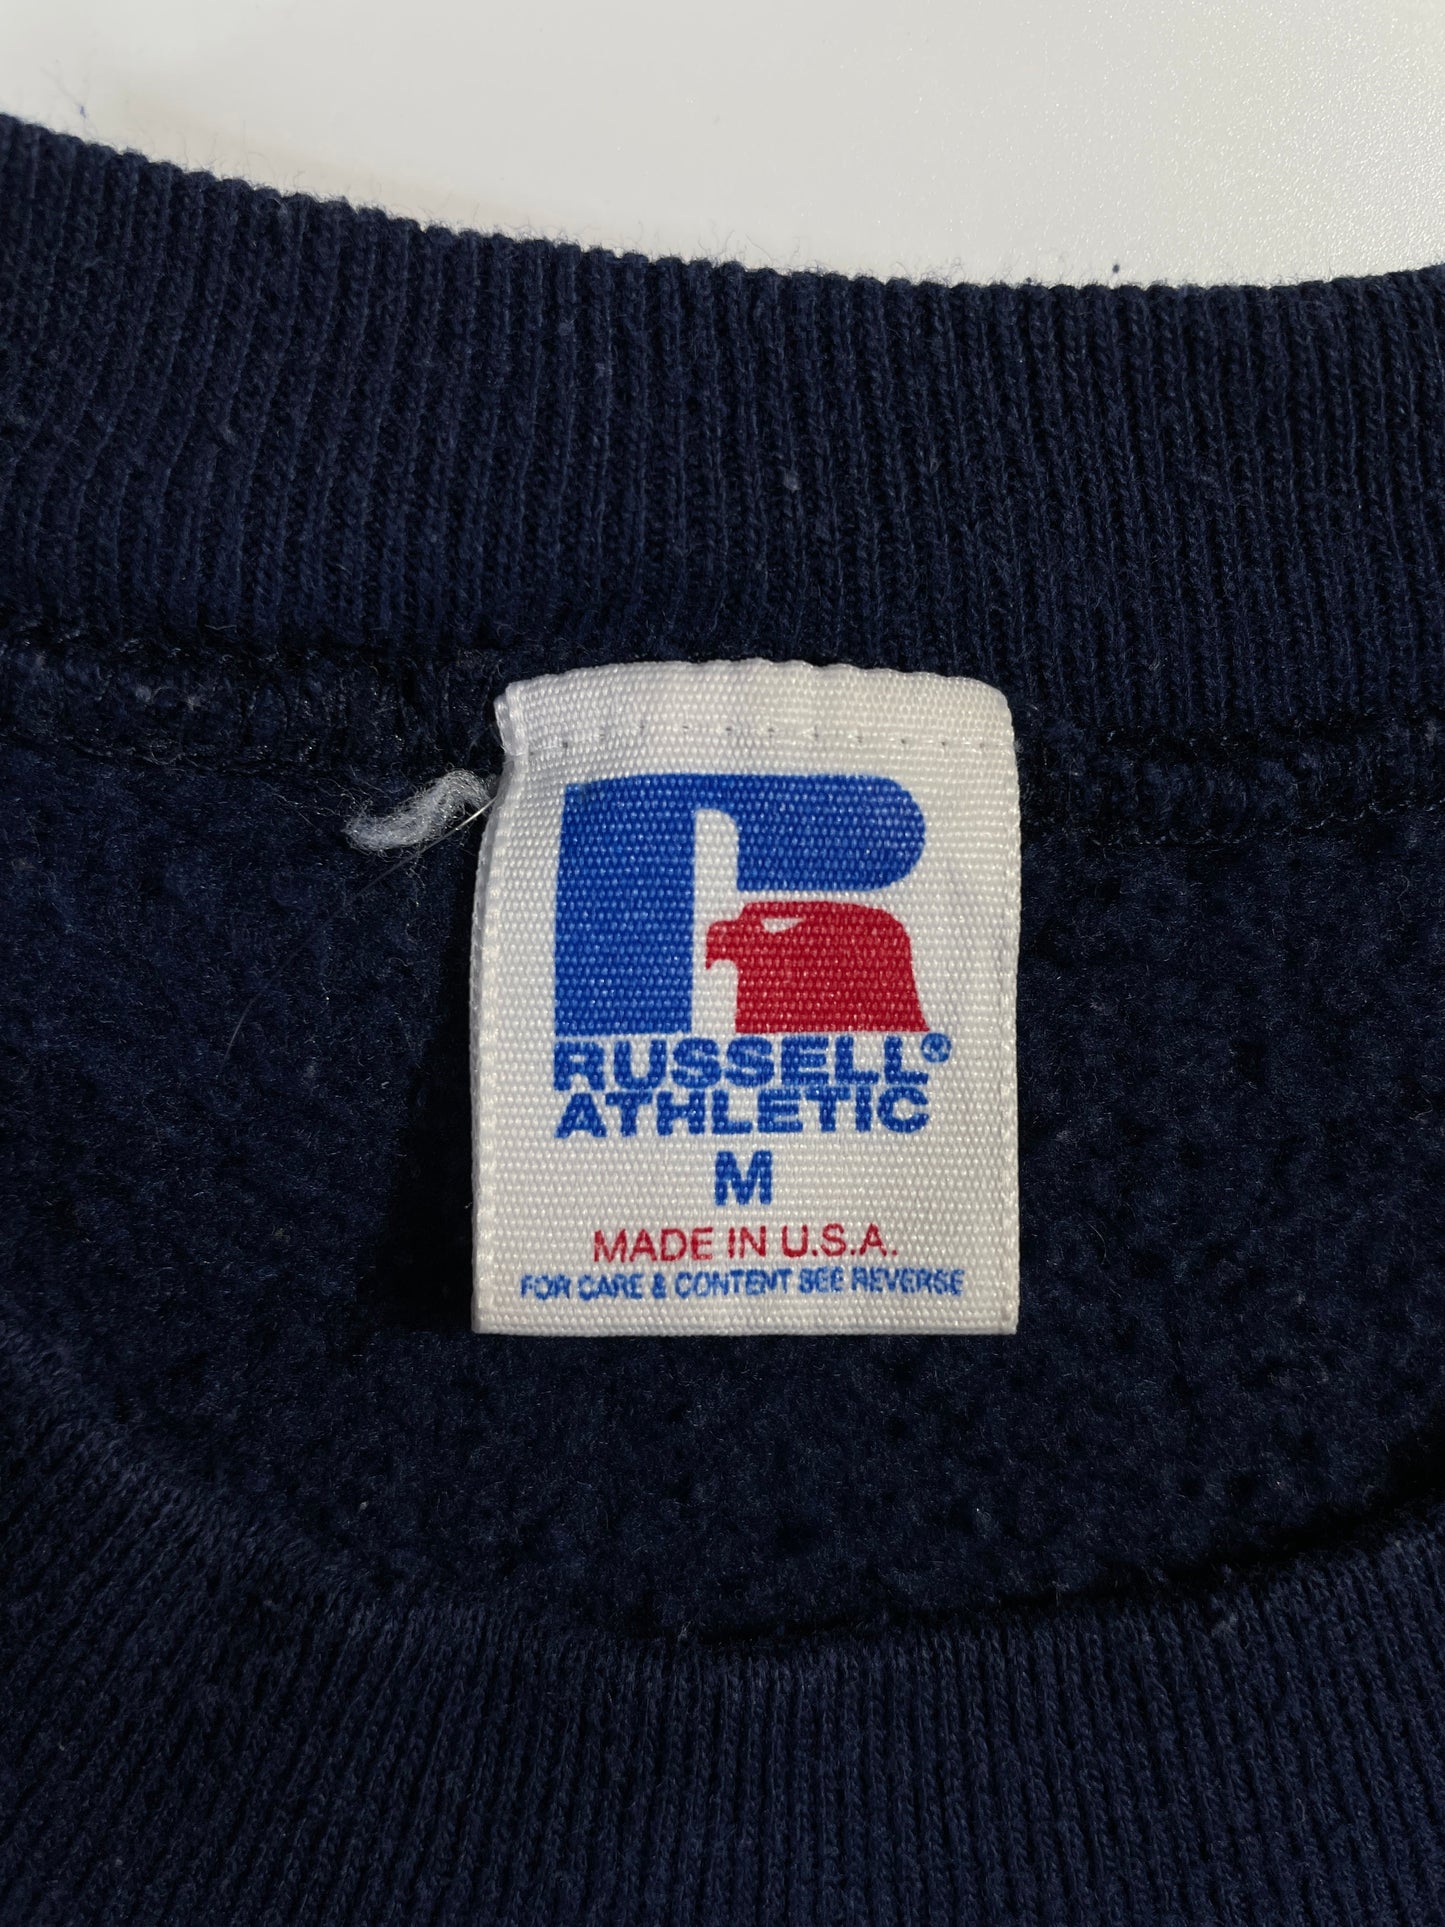 RUSSELL®
ATHLETIC
M
MADE IN U.S.A.
FOR CARE & CONTENT SEE REVERSE